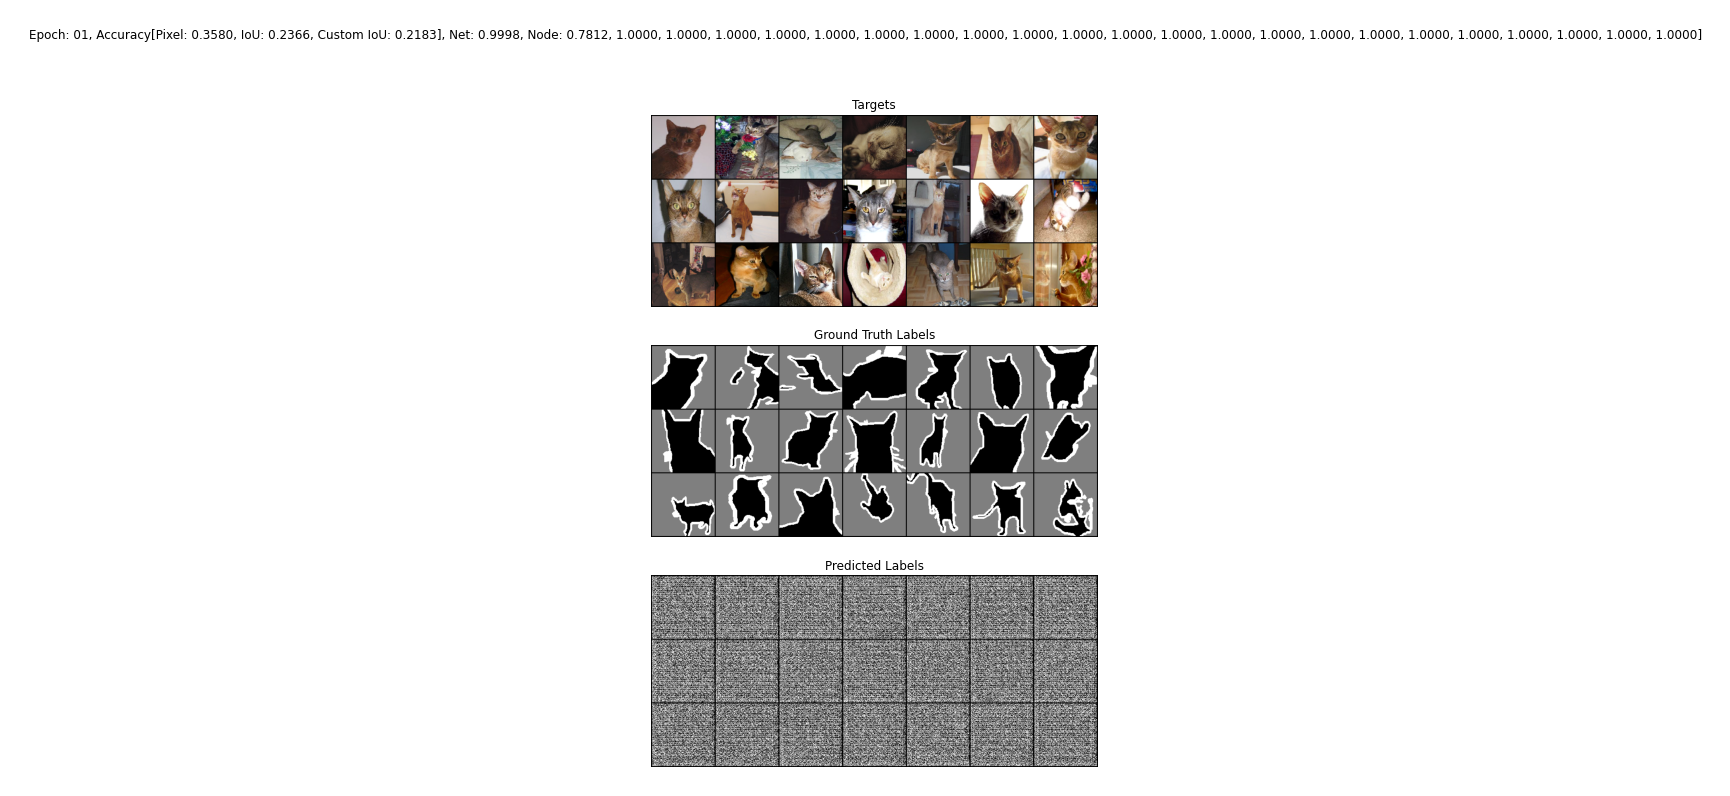 Epoch: 01, Accuracy[Pixel: 0.3580, IoU: 0.2366, Custom IoU: 0.2183], Net: 0.9998, Node: 0.7812, 1.0000, 1.0000, 1.0000, 1.0000, 1.0000, 1.0000, 1.0000, 1.0000, 1.0000, 1.0000, 1.0000, 1.0000, 1.0000, 1.0000, 1.0000, 1.0000, 1.0000, 1.0000, 1.0000, 1.0000, 1.0000, 1.0000]
Targets
Ground Truth Labels
Predicted Labels